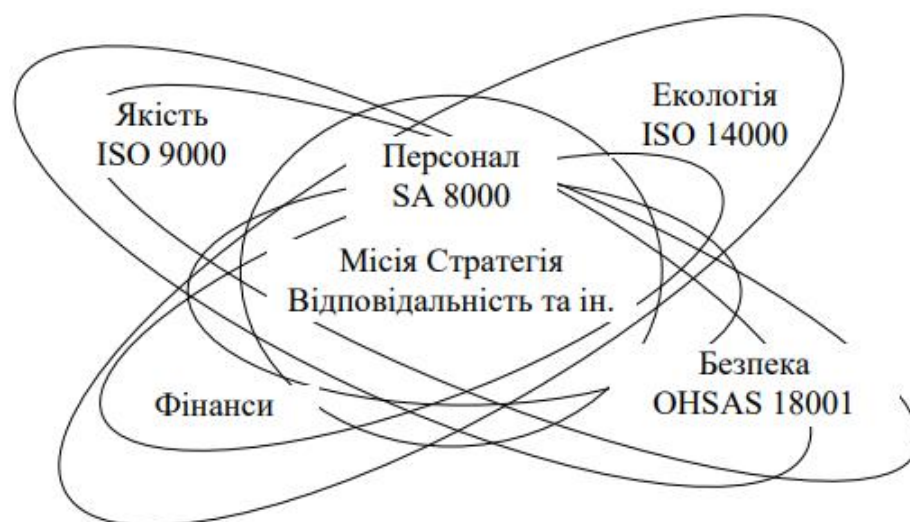 Якість
ISO 9000
Екологія
ISO 14000
Персонал
SA 8000
Місія Стратегія
Відповідальність та ін.
Фінанси
Безпека
OHSAS 18001